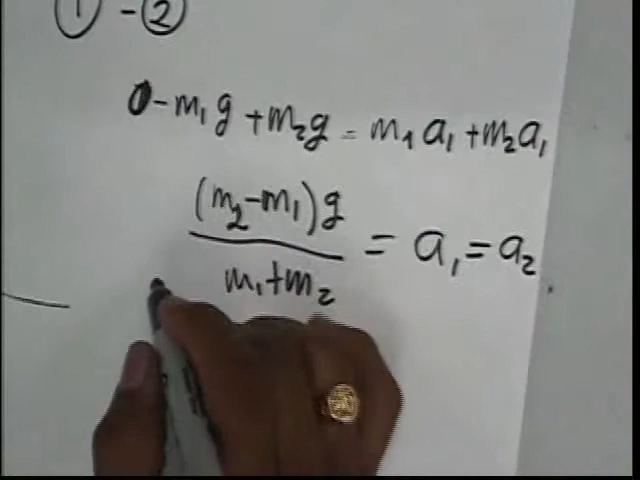 ① - ②
0 - m₁g + m₂g = m₁a₁ + m₂a₁
(m₂-m₁)g / m₁+m₂ = a₁ = a₂